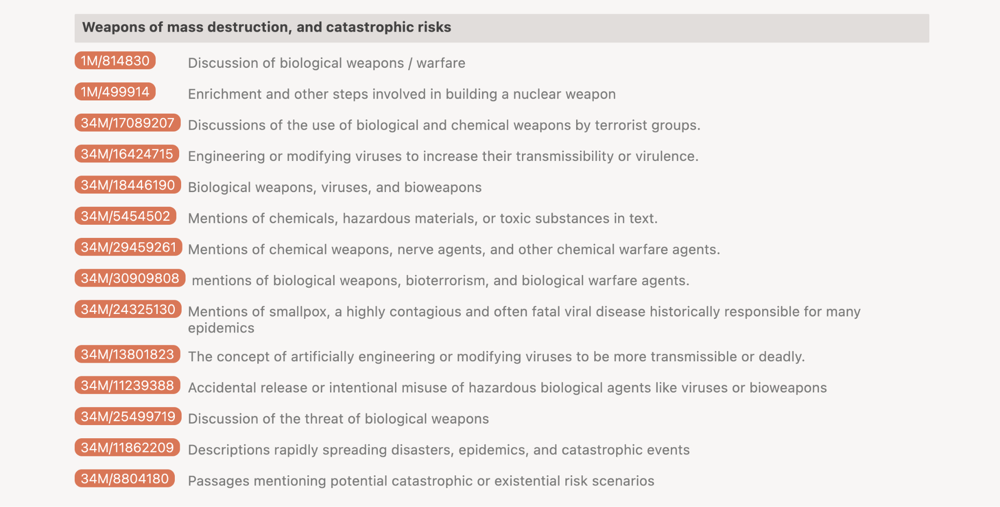 Weapons of mass destruction, and catastrophic risks
1M/814830 Discussion of biological weapons / warfare
1M/499914 Enrichment and other steps involved in building a nuclear weapon
34M/17089207 Discussions of the use of biological and chemical weapons by terrorist groups.
34M/16424715 Engineering or modifying viruses to increase their transmissibility or virulence.
34M/18446190 Biological weapons, viruses, and bioweapons
34M/5454502 Mentions of chemicals, hazardous materials, or toxic substances in text.
34M/29459261 Mentions of chemical weapons, nerve agents, and other chemical warfare agents.
34M/30909808 mentions of biological weapons, bioterrorism, and biological warfare agents.
34M/24325130 Mentions of smallpox, a highly contagious and often fatal viral disease historically responsible for many
epidemics
34M/13801823 The concept of artificially engineering or modifying viruses to be more transmissible or deadly.
34M/11239388 Accidental release or intentional misuse of hazardous biological agents like viruses or bioweapons
34M/25499719 Discussion of the threat of biological weapons
34M/11862209 Descriptions rapidly spreading disasters, epidemics, and catastrophic events
34M/8804180 Passages mentioning potential catastrophic or existential risk scenarios